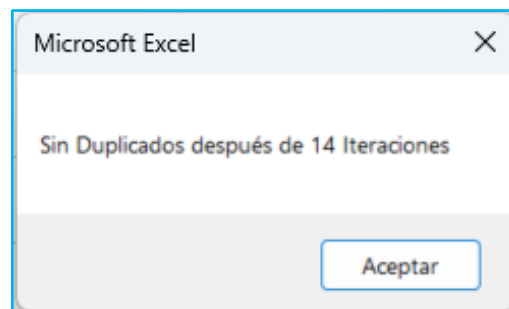 Microsoft Excel
Sin Duplicados después de 14 Iteraciones
Aceptar